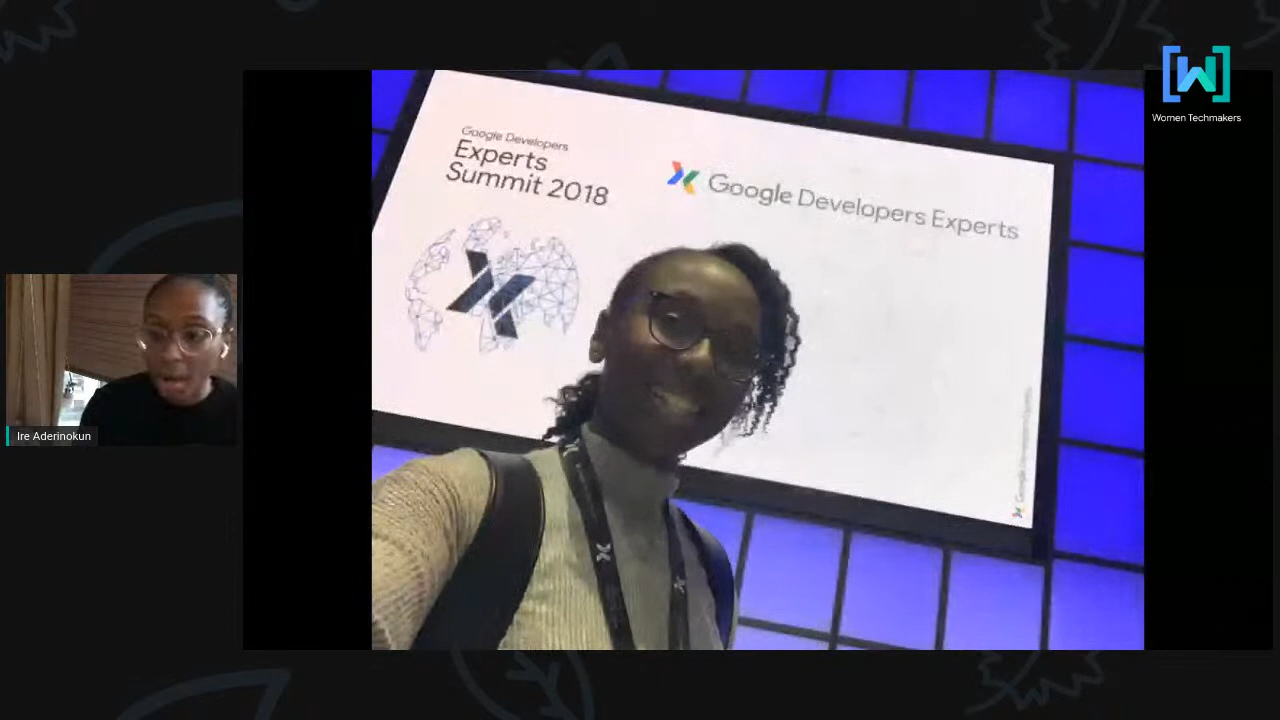 Women Techmakers
Google Developers
Experts
Summit 2018
Google Developers Experts
Ire Aderinokun